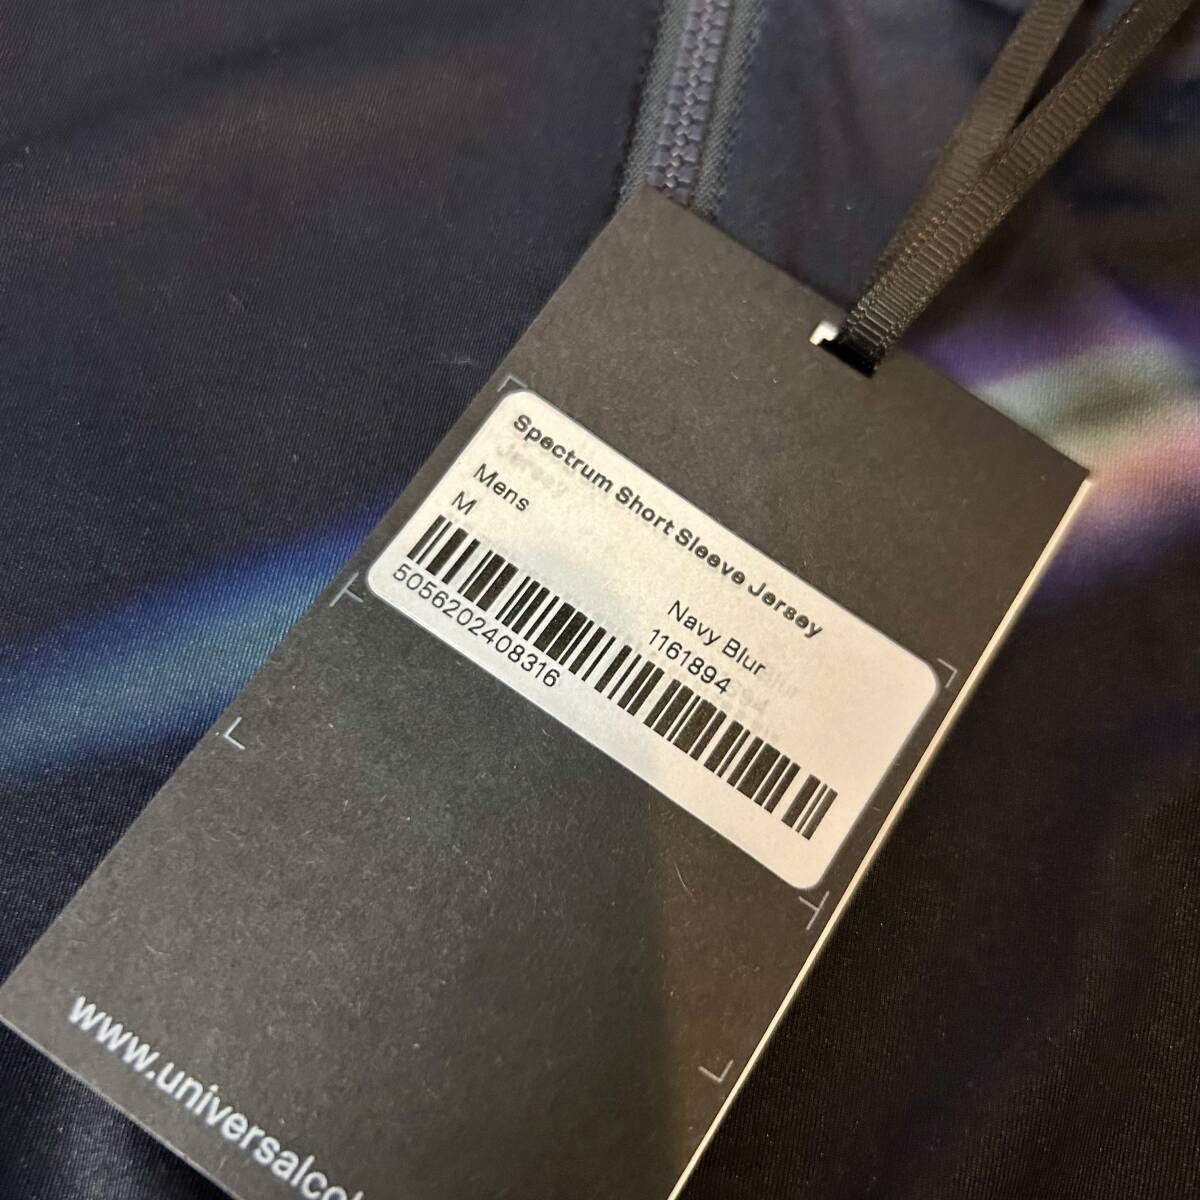 Spectrum Short Sleeve Jersey
Mens
M
Navy Blur
1161894
5056202408316
www.universalcol